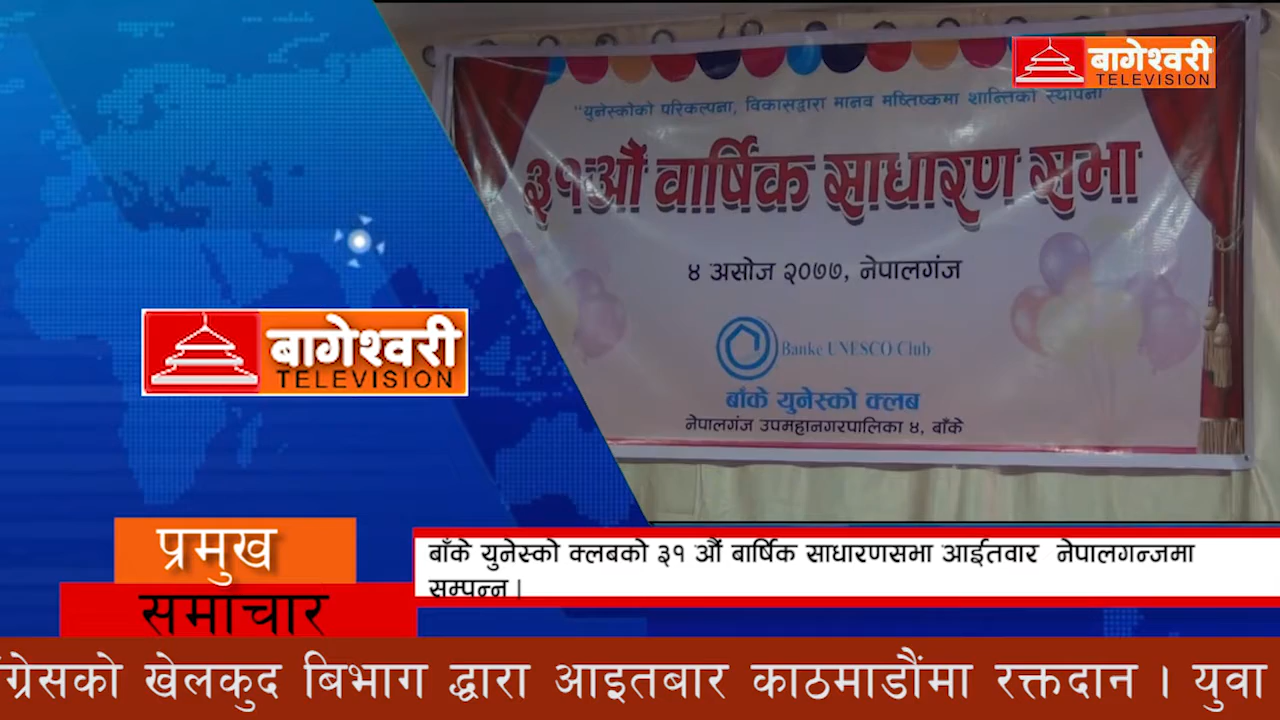 बागेश्वरी
TELEVISION
"युनेस्कोको परिकल्पना, विकासद्वारा मानव मष्तिष्कमा शान्तिको स्थापना"
३१औं वार्षिक साधारण सभा
४ असोज २०७७, नेपालगंज
Banke UNESCO Club
बाँके युनेस्को क्लब
नेपालगंज उपमहानगरपालिका ४, बाँके
बागेश्वरी
TELEVISION
प्रमुख
समाचार
बाँके युनेस्को क्लबको ३१ औं बार्षिक साधारणसभा आईतवार नेपालगन्जमा
सम्पन्न ।
ंग्रेसको खेलकुद बिभाग द्वारा आइतबार काठमाडौंमा रक्तदान । युवा